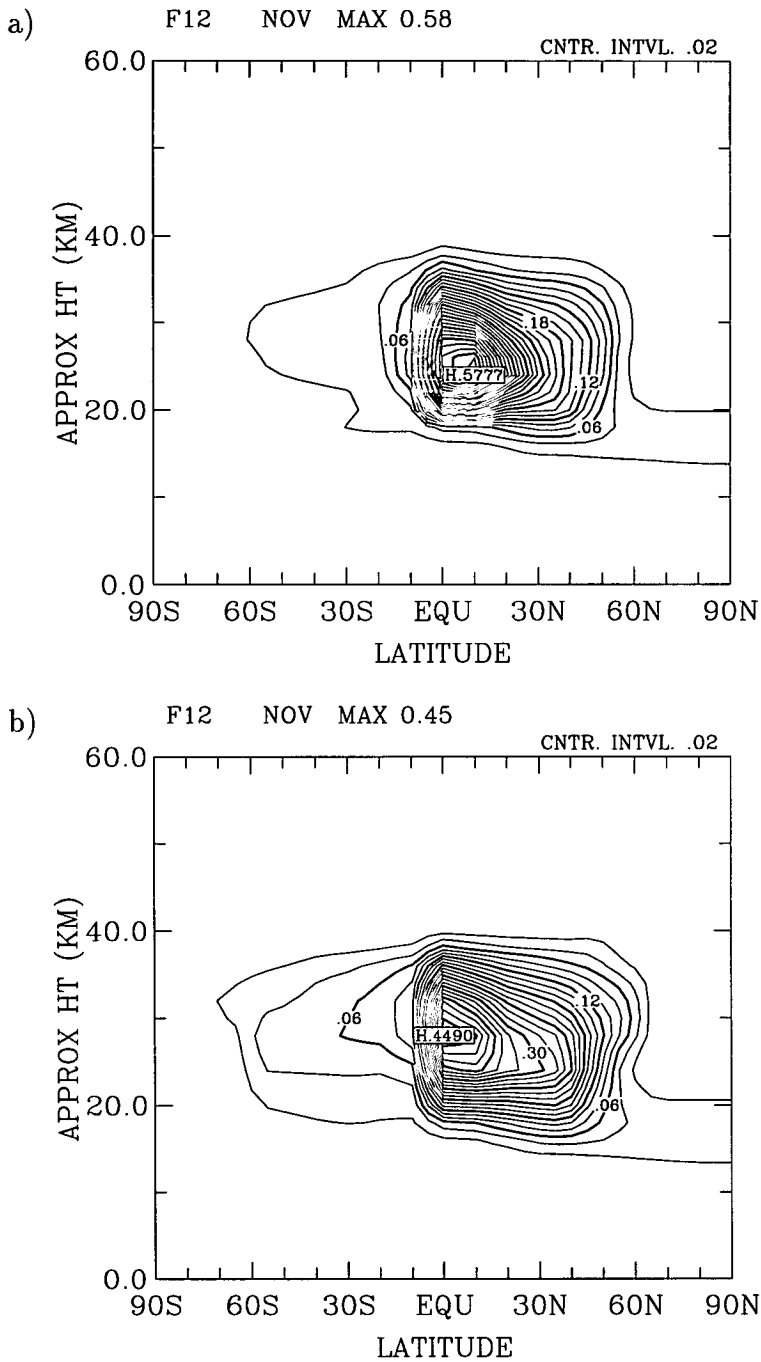 a)
F12 NOV MAX 0.58
CNTR. INTVL. .02
60.0
40.0
20.0
0.0
APPROX HT (KM)
.18
.06
H.5777
.12
.06
90S 60S 30S EQU 30N 60N 90N
LATITUDE
b)
F12 NOV MAX 0.45
CNTR. INTVL. .02
60.0
40.0
20.0
0.0
APPROX HT (KM)
.12
.06
H.4490
.30
.06
90S 60S 30S EQU 30N 60N 90N
LATITUDE